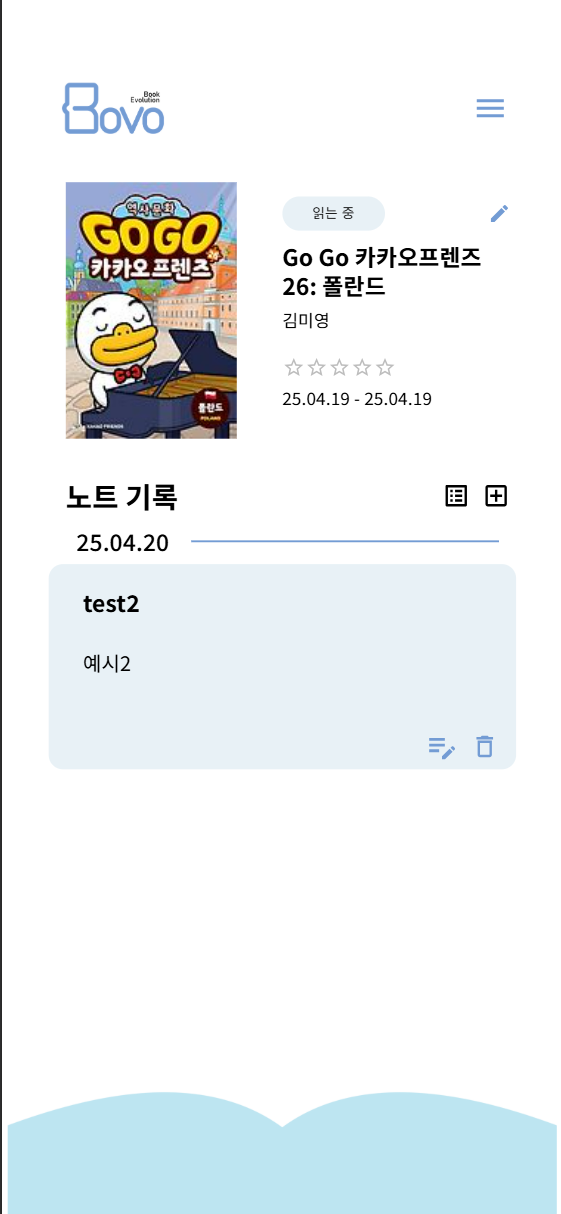 Book
Evolution
Bovo
역사문화
GO GO
카카오프렌즈
폴란드
POLAND
KAKAO FRIENDS
읽는 중
Go Go 카카오프렌즈
26: 폴란드
김미영
25.04.19 - 25.04.19
노트 기록
25.04.20
test2
예시2